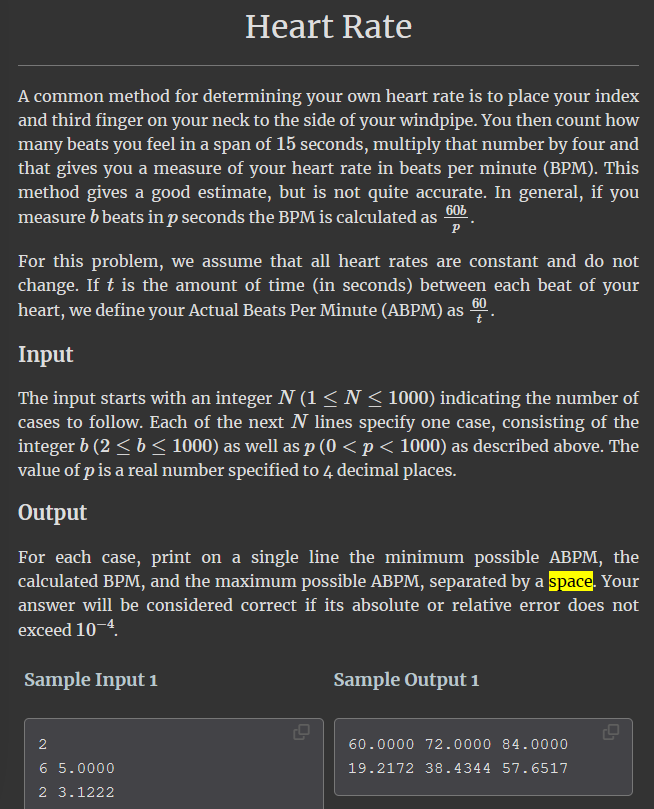 Heart Rate
A common method for determining your own heart rate is to place your index
and third finger on your neck to the side of your windpipe. You then count how
many beats you feel in a span of 15 seconds, multiply that number by four and
that gives you a measure of your heart rate in beats per minute (BPM). This
method gives a good estimate, but is not quite accurate. In general, if you
measure b beats in p seconds the BPM is calculated as 60b/p.
For this problem, we assume that all heart rates are constant and do not
change. If t is the amount of time (in seconds) between each beat of your
heart, we define your Actual Beats Per Minute (ABPM) as 60/t.
Input
The input starts with an integer N (1 ≤ N ≤ 1000) indicating the number of
cases to follow. Each of the next N lines specify one case, consisting of the
integer b (2 ≤ b ≤ 1000) as well as p (0 < p < 1000) as described above. The
value of p is a real number specified to 4 decimal places.
Output
For each case, print on a single line the minimum possible ABPM, the
calculated BPM, and the maximum possible ABPM, separated by a space. Your
answer will be considered correct if its absolute or relative error does not
exceed 10⁻⁴.
Sample Input 1
2
6 5.0000
2 3.1222
Sample Output 1
60.0000 72.0000 84.0000
19.2172 38.4344 57.6517